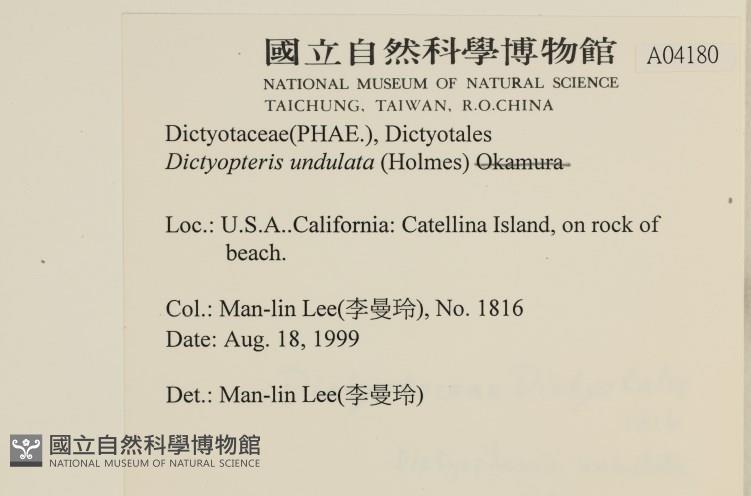 國立自然科學博物館 A04180
NATIONAL MUSEUM OF NATURAL SCIENCE
TAICHUNG, TAIWAN, R.O.CHINA
Dictyotaceae(PHAE.), Dictyotales
Dictyopteris undulata (Holmes) Okamura
Loc.: U.S.A..California: Catellina Island, on rock of
beach.
Col.: Man-lin Lee(李曼玲), No. 1816
Date: Aug. 18, 1999
Det.: Man-lin Lee(李曼玲)
國立自然科學博物館
NATIONAL MUSEUM OF NATURAL SCIENCE